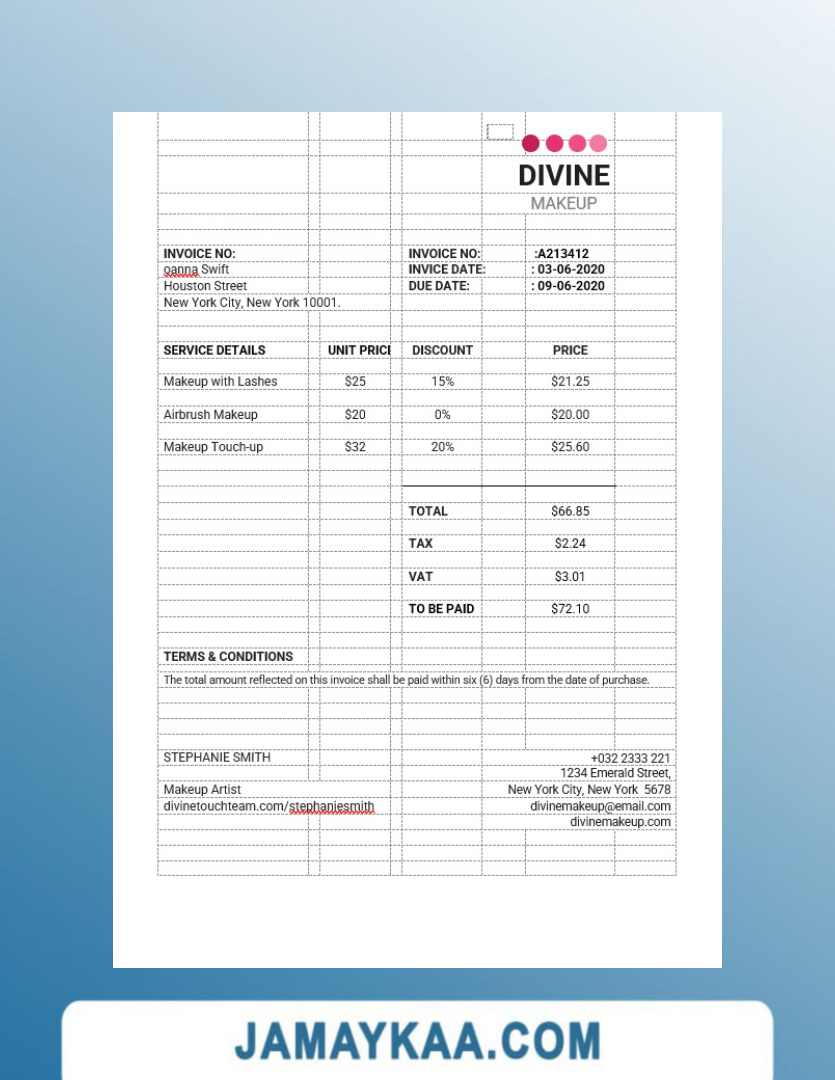 DIVINE
MAKEUP
INVOICE NO: INVOICE NO: :A213412
oanna Swift INVICE DATE: : 03-06-2020
Houston Street DUE DATE: : 09-06-2020
New York City, New York 10001.
SERVICE DETAILS UNIT PRICI DISCOUNT PRICE
Makeup with Lashes $25 15% $21.25
Airbrush Makeup $20 0% $20.00
Makeup Touch-up $32 20% $25.60
TOTAL $66.85
TAX $2.24
VAT $3.01
TO BE PAID $72.10
TERMS & CONDITIONS
The total amount reflected on this invoice shall be paid within six (6) days from the date of purchase.
STEPHANIE SMITH +032 2333 221
1234 Emerald Street,
Makeup Artist New York City, New York 5678
divinetouchteam.com/stephaniesmith divinemakeup@email.com
divinemakeup.com
JAMAYKAA.COM